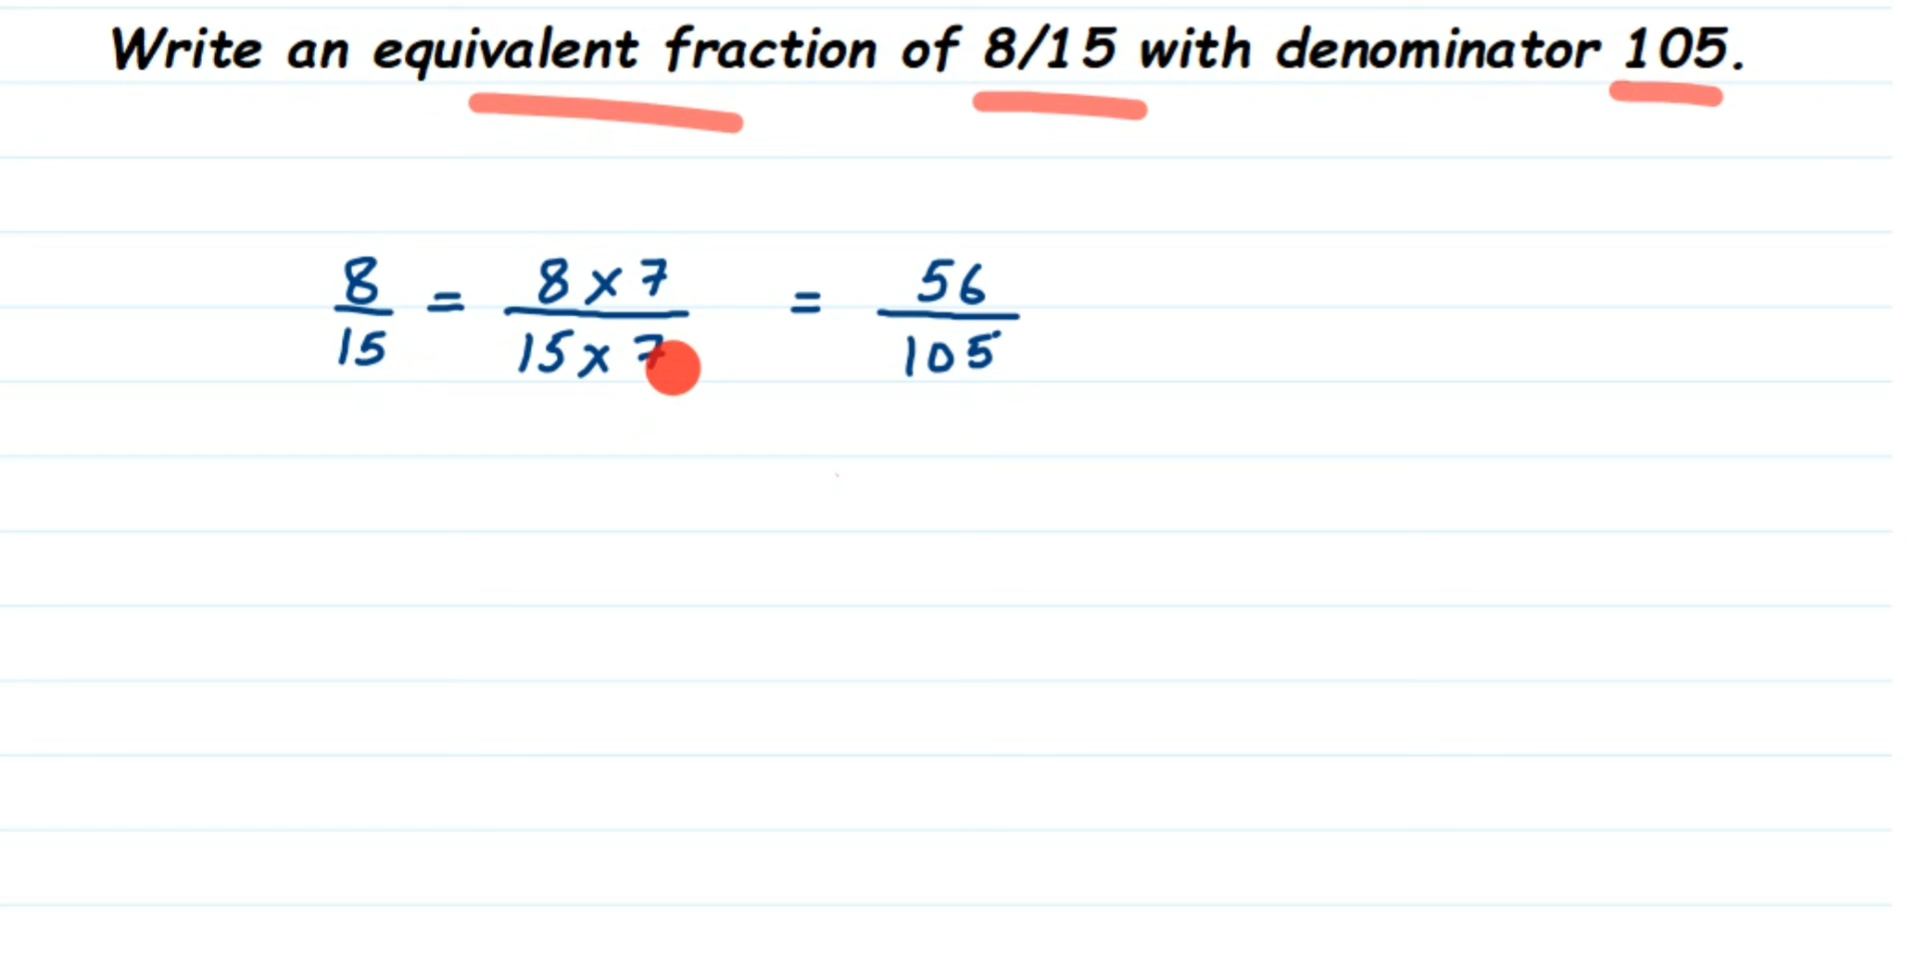 Write an equivalent fraction of 8/15 with denominator 105.
8/15 = 8 x 7/15 x 7 = 56/105